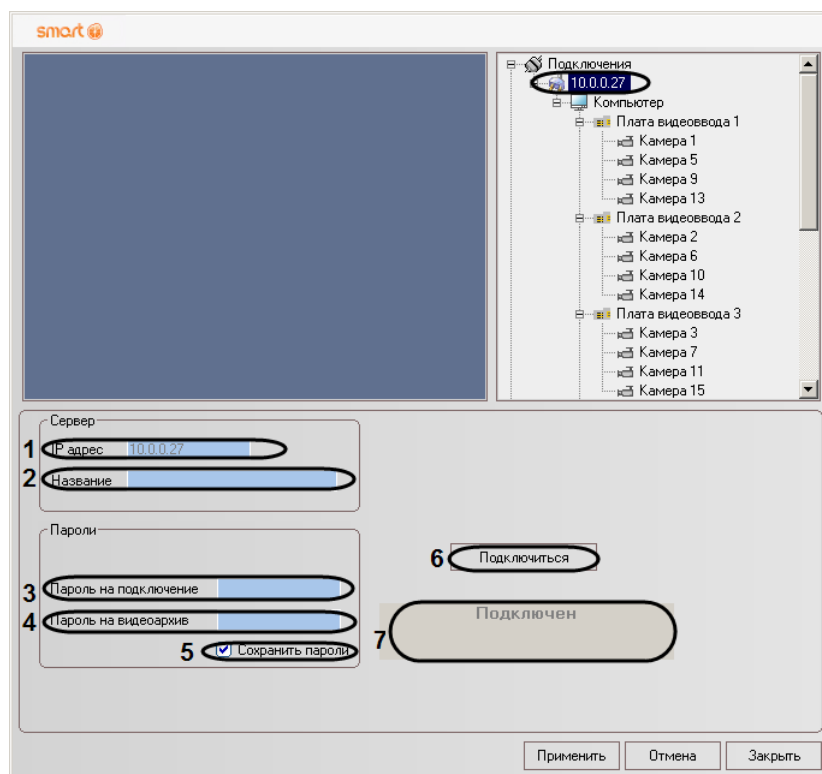 smart
Подключения
10.0.0.27
Компьютер
Плата видеоввода 1
Камера 1
Камера 5
Камера 9
Камера 13
Плата видеоввода 2
Камера 2
Камера 6
Камера 10
Камера 14
Плата видеоввода 3
Камера 3
Камера 7
Камера 11
Камера 15
Сервер
1 IP адрес 10.0.0.27
2 Название
Пароли
3 Пароль на подключение
4 Пароль на видеоархив
5 Сохранить пароли
6 Подключиться
7 Подключен
Применить Отмена Закрыть